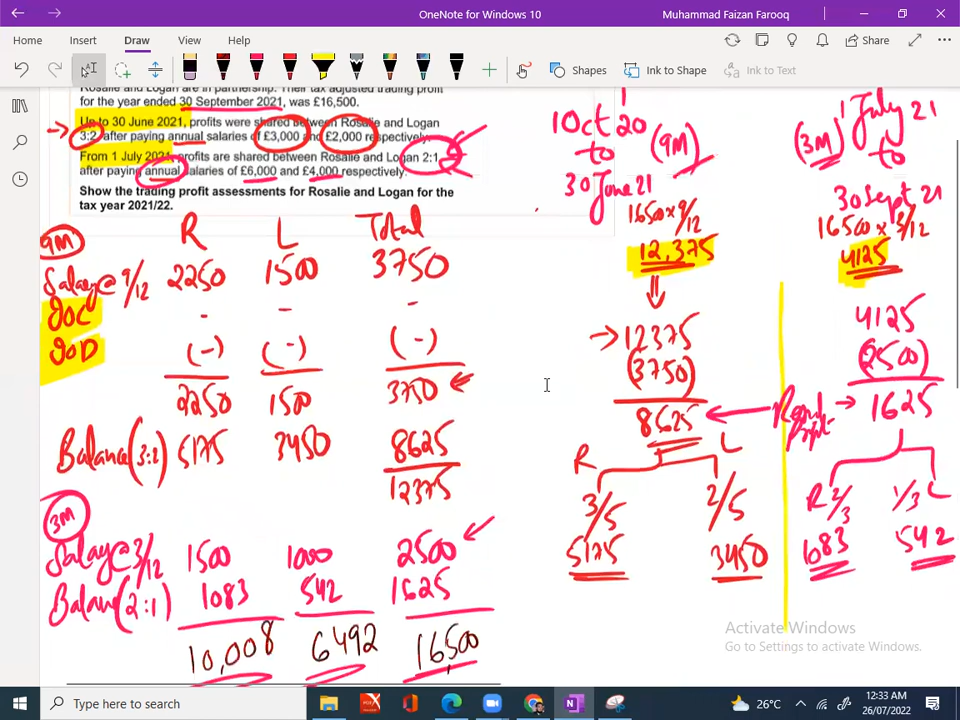 OneNote for Windows 10
Muhammad Faizan Farooq
Home Insert Draw View Help
Share
Shapes Ink to Shape Ink to Text
Rosalie and Logan are in partnership. Their tax adjusted trading profit
for the year ended 30 September 2021, was £16,500.
Up to 30 June 2021, profits were shared between Rosalie and Logan
3:2 after paying annual salaries of £3,000 and £2,000 respectively.
From 1 July 2021, profits are shared between Rosalie and Logan 2:1
after paying annual salaries of £6,000 and £4,000 respectively.
Show the trading profit assessments for Rosalie and Logan for the
tax year 2021/22.
1 Oct 20
to (9M)
30 June 21
16500 x 9/12
12,375
(3M) 1 July 21
to
30 Sept 21
16500 x 3/12
4125
9M R L Total
Salary @ 9/12 2250 1500 3750
IOC - - -
IOD (-) (-) (-)
2250 1500 3750
Balance (3:2) 5175 3450 8625
12375
12375
(3750)
8625
R L
3/5 2/5
5175 3450
4125
(2500)
1625
R 2/3 1/3 L
1083 542
3M
Salary @ 3/12 1500 1000 2500
Balance (2:1) 1083 542 1625
10,008 6492 16,500
Activate Windows
Go to Settings to activate Windows.
Type here to search
26°C
12:33 AM
26/07/2022